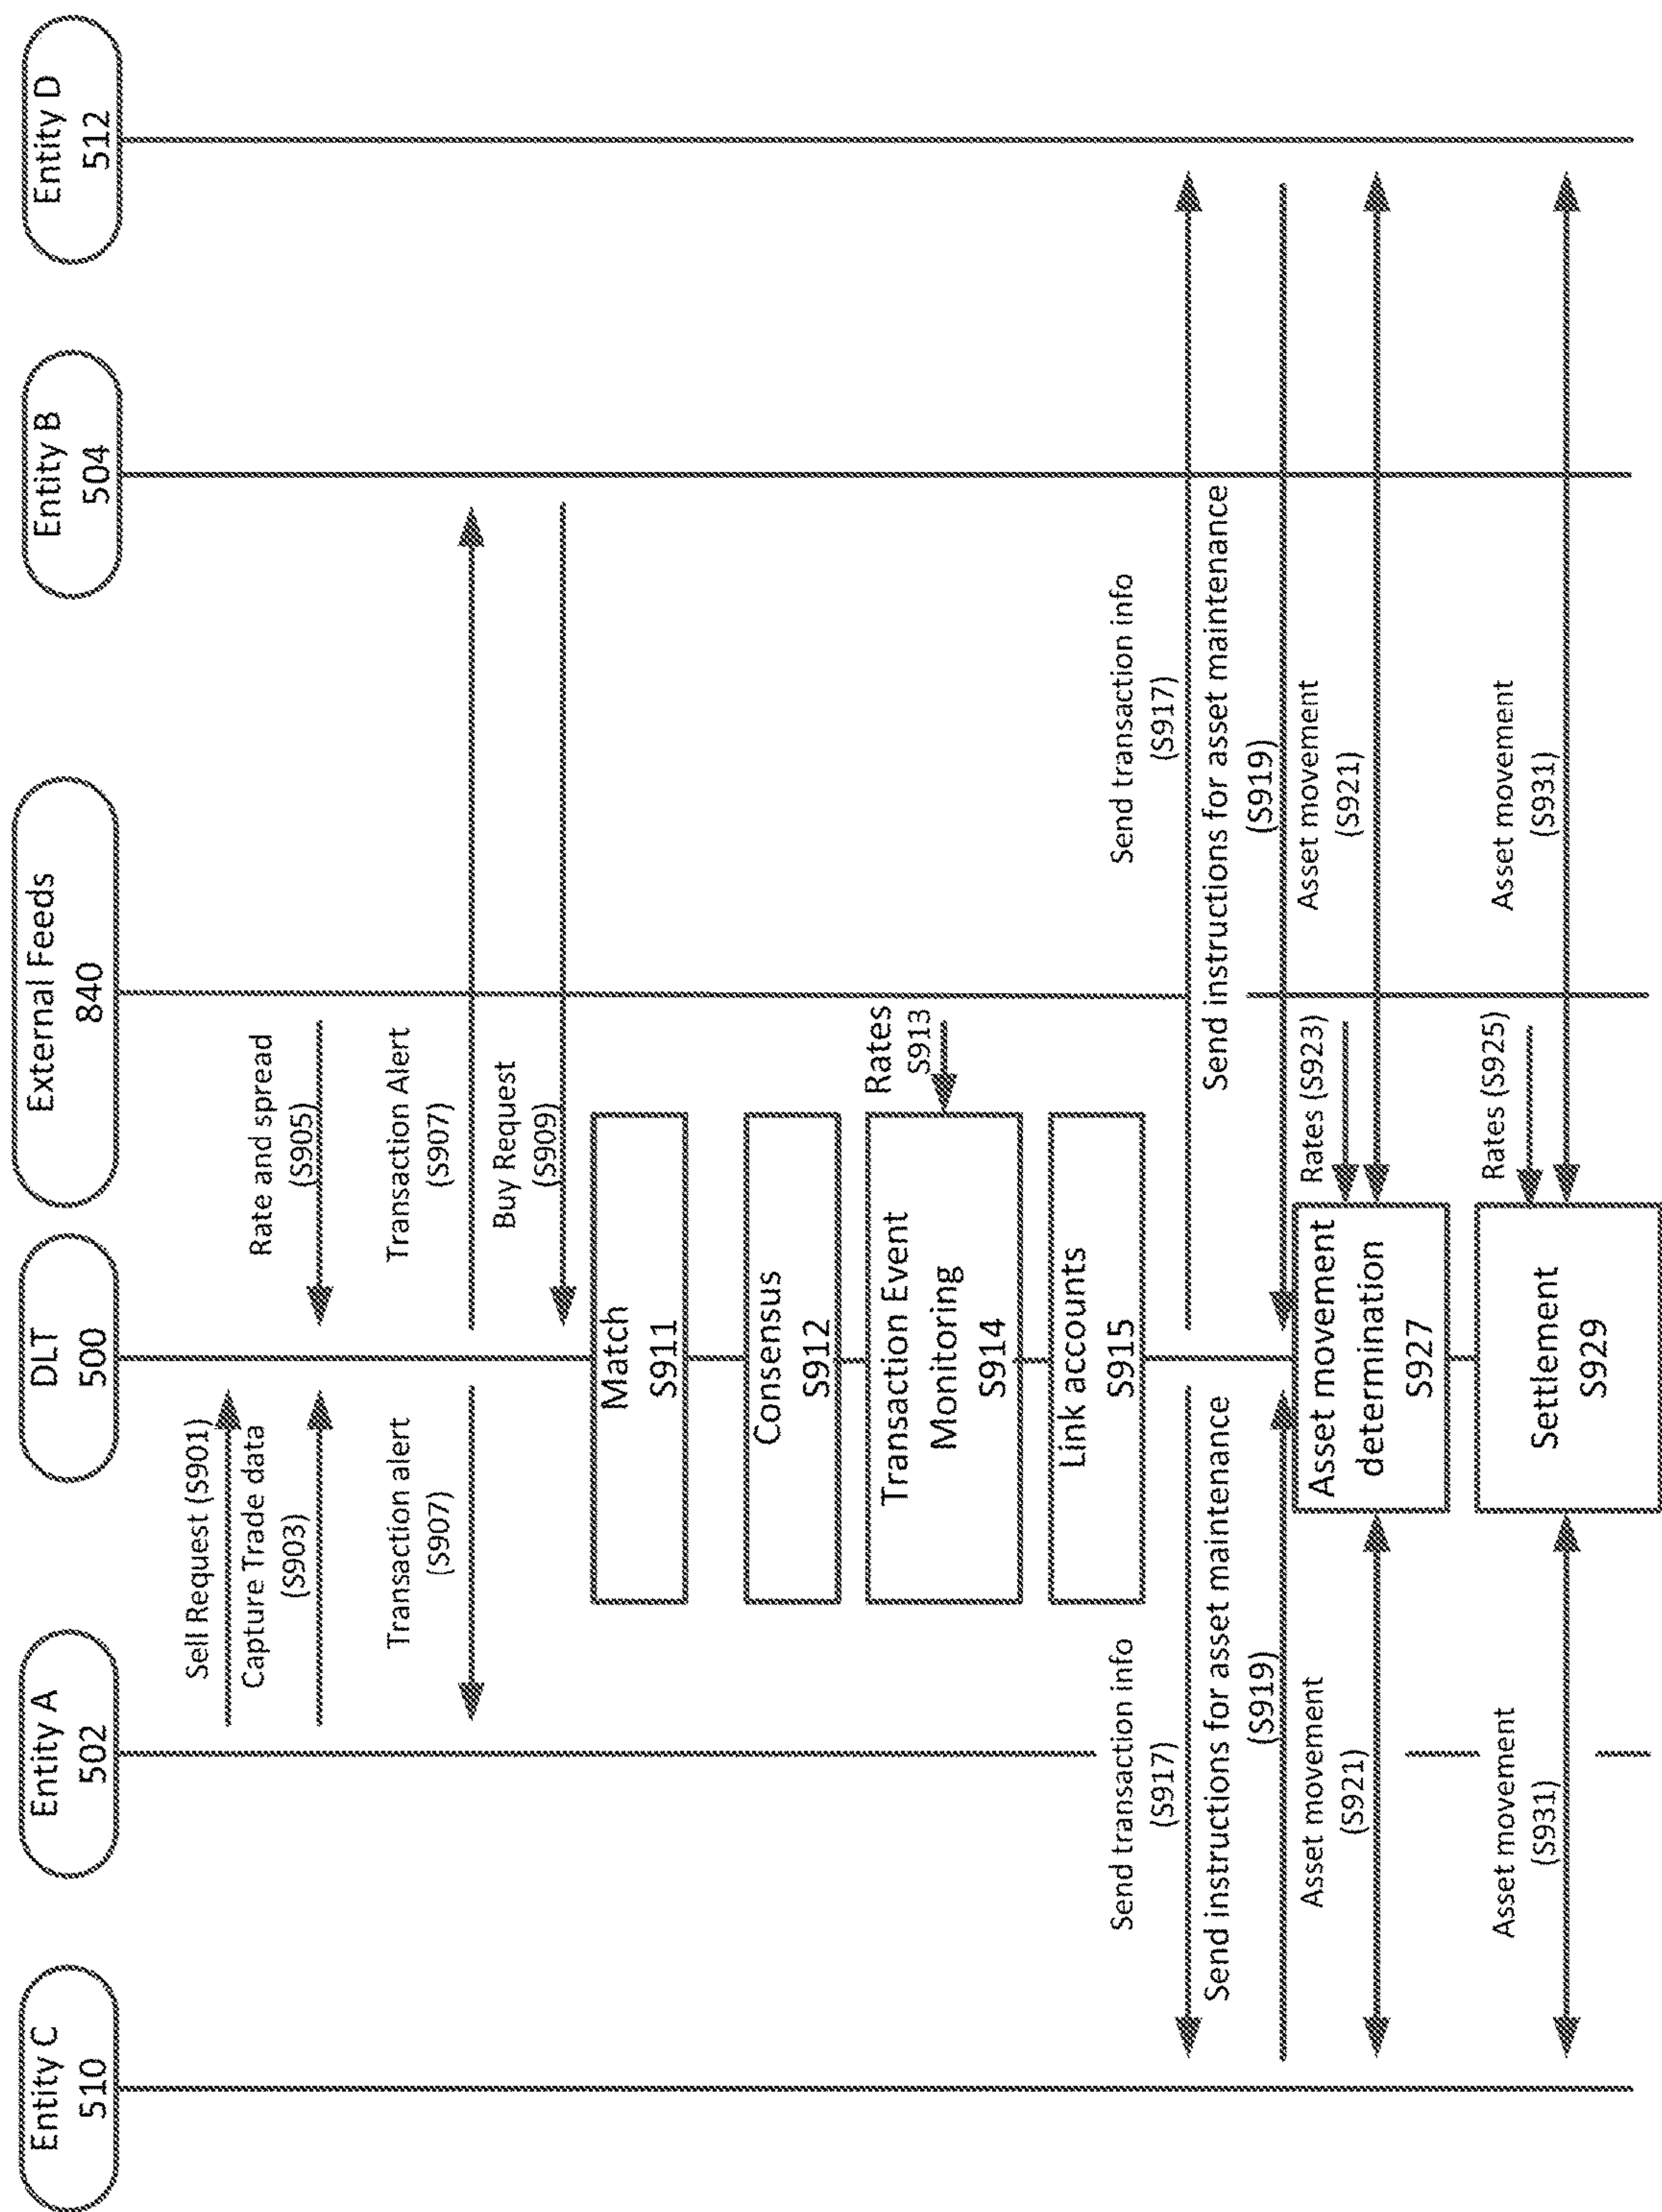 Entity C
510
Entity A
502
DLT
500
External Feeds
840
Entity B
504
Entity D
512
Sell Request (S901)
Capture Trade data
(S903)
Rate and spread
(S905)
Transaction alert
(S907)
Transaction Alert
(S907)
Buy Request
(S909)
Match
S911
Consensus
S912
Rates
S913
Transaction Event
Monitoring
S914
Link accounts
S915
Send transaction info
(S917)
Send transaction info
(S917)
Send instructions for asset maintenance
(S919)
Send instructions for asset maintenance
(S919)
Asset movement
(S921)
Rates (S923)
Asset movement
(S921)
Asset movement
determination
S927
Asset movement
(S931)
Rates (S925)
Asset movement
(S931)
Settlement
S929